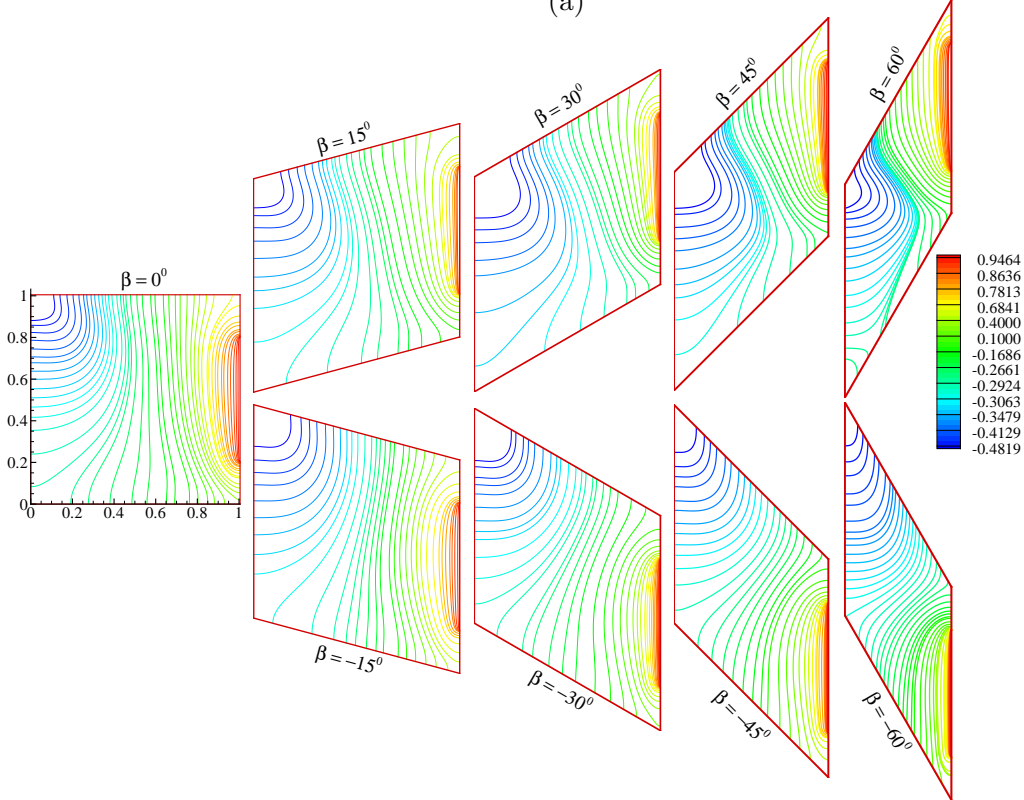 (a)
β = 15⁰
β = 30⁰
β = 45⁰
β = 60⁰
β = 0⁰
1
0.8
0.6
0.4
0.2
0
0 0.2 0.4 0.6 0.8 1
0.9464
0.8636
0.7813
0.6841
0.4000
-0.1686
-0.2661
-0.2924
-0.3063
-0.3479
-0.4129
-0.4819
β = −15⁰
β = −30⁰
β = −45⁰
β = −60⁰